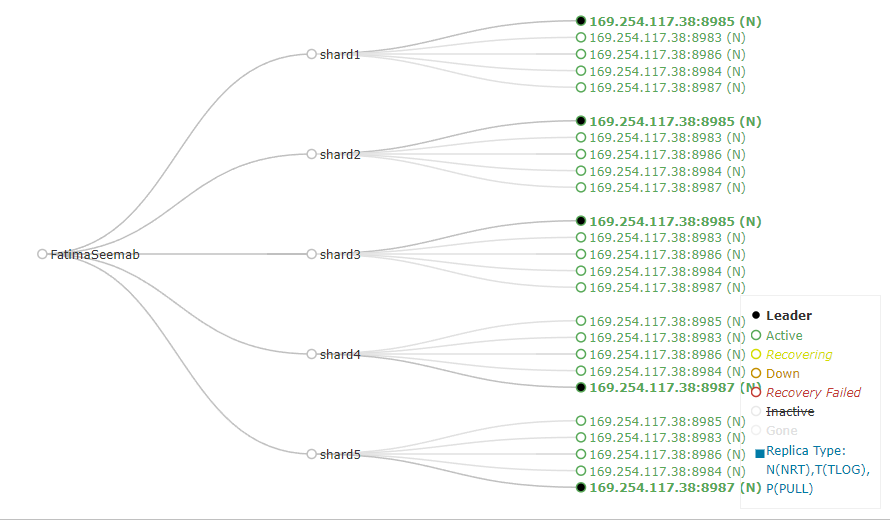 FatimaSeemab
shard1
169.254.117.38:8985 (N)
169.254.117.38:8983 (N)
169.254.117.38:8986 (N)
169.254.117.38:8984 (N)
169.254.117.38:8987 (N)
shard2
169.254.117.38:8985 (N)
169.254.117.38:8983 (N)
169.254.117.38:8986 (N)
169.254.117.38:8984 (N)
169.254.117.38:8987 (N)
shard3
169.254.117.38:8985 (N)
169.254.117.38:8983 (N)
169.254.117.38:8986 (N)
169.254.117.38:8984 (N)
169.254.117.38:8987 (N)
shard4
169.254.117.38:8985 (N)
169.254.117.38:8983 (N)
169.254.117.38:8986 (N)
169.254.117.38:8984 (N)
169.254.117.38:8987 (N)
shard5
169.254.117.38:8985 (N)
169.254.117.38:8983 (N)
169.254.117.38:8986 (N)
169.254.117.38:8984 (N)
169.254.117.38:8987 (N)
Leader
Active
Recovering
Down
Recovery Failed
Inactive
Gone
Replica Type:
N(NRT),T(TLOG),
P(PULL)